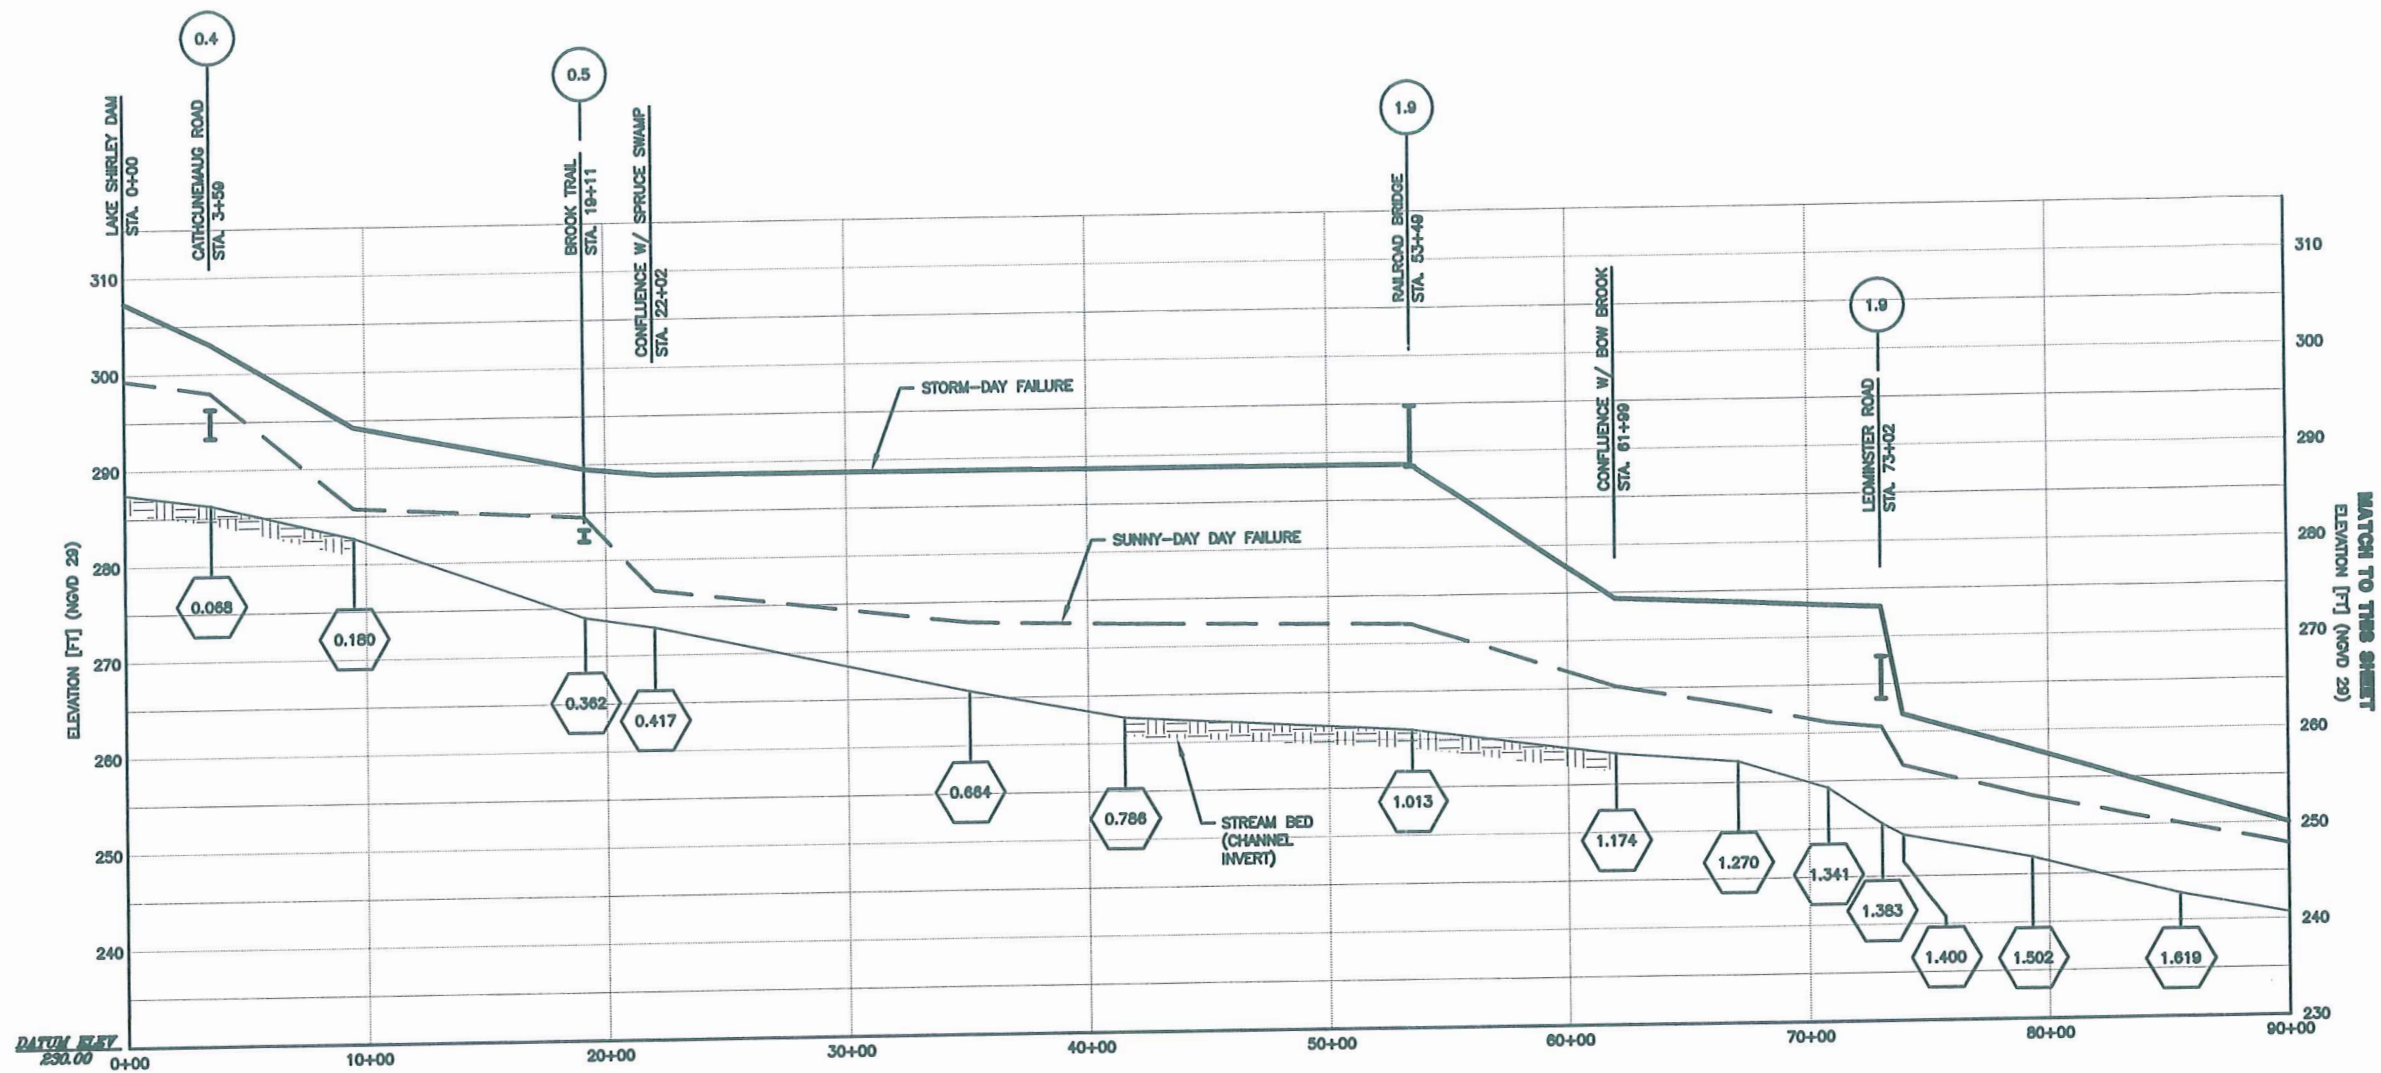 0.4
0.5
1.9
1.9
LAKE SHIRLEY DAM
STA. 0+00
CATHCUNEMAUG ROAD
STA. 3+59
BROOK TRAIL
STA. 19+11
CONFLUENCE W/ SPRUCE SWAMP
STA. 22+02
RAILROAD BRIDGE
STA. 53+49
CONFLUENCE W/ BOW BROOK
STA. 61+99
LEOMINSTER ROAD
STA. 73+02
STORM-DAY FAILURE
SUNNY-DAY DAY FAILURE
STREAM BED
(CHANNEL
INVERT)
ELEVATION [FT] (NGVD 29)
310
300
290
280
270
260
250
240
DATUM ELEV
230.00
0.068
0.180
0.362
0.417
0.664
0.786
1.013
1.174
1.270
1.341
1.383
1.400
1.502
1.619
310
300
290
280
270
260
250
240
230
ELEVATION [FT] (NGVD 29)
MATCH TO THIS SHEET
0+00
10+00
20+00
30+00
40+00
50+00
60+00
70+00
80+00
90+00